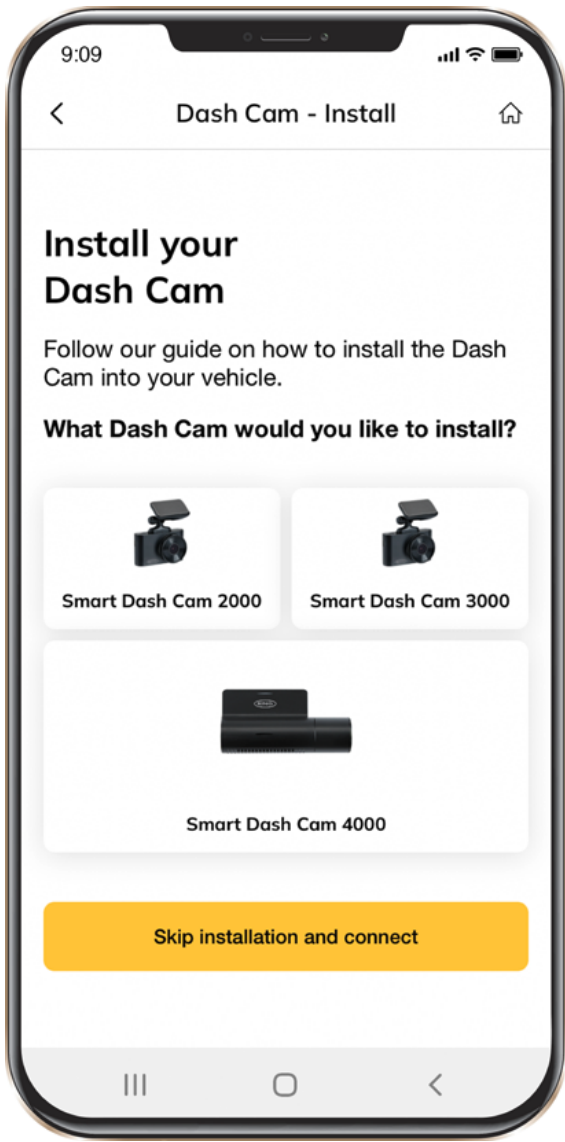 9:09
Dash Cam - Install
Install your
Dash Cam
Follow our guide on how to install the Dash
Cam into your vehicle.
What Dash Cam would you like to install?
Smart Dash Cam 2000
Smart Dash Cam 3000
Smart Dash Cam 4000
Skip installation and connect